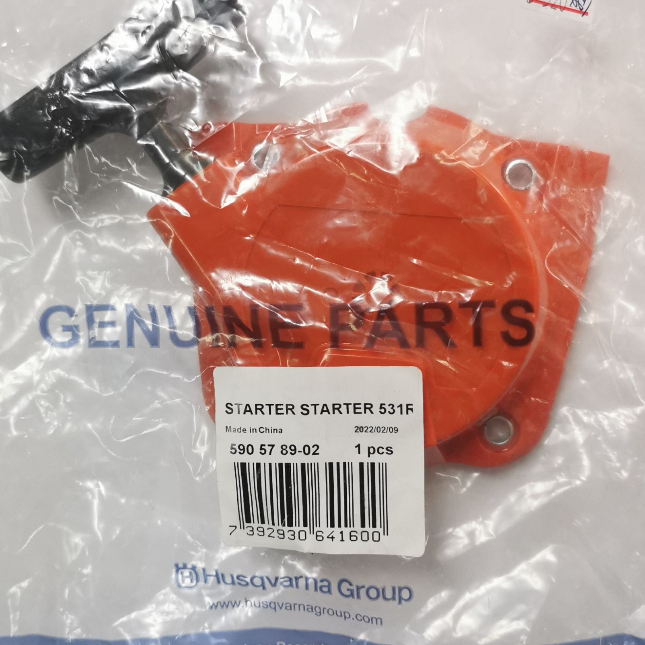 GENUINE PARTS
STARTER STARTER 531R
Made in China 2022/02/09
590 57 89-02 1 pcs
7 392930 641600
Husqvarna Group
www.husqvarnagroup.com